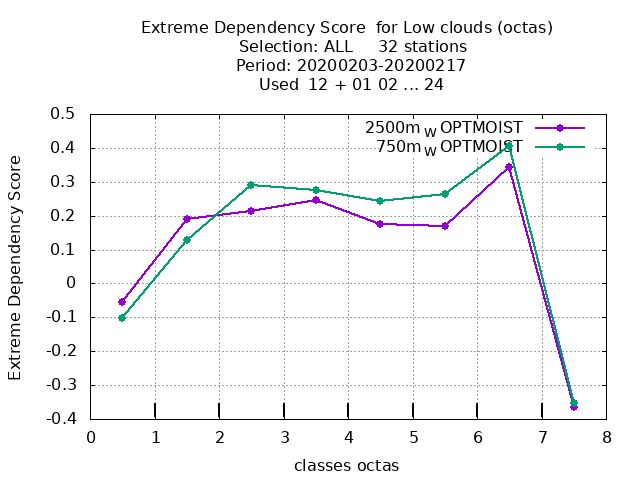 Extreme Dependency Score  for Low clouds (octas)
Selection: ALL     32 stations
Period: 20200203-20200217
Used  12 + 01 02 ... 24
2500m W OPTMOIST
750m W OPTMOIST
Extreme Dependency Score
0.5
0.4
0.3
0.2
0.1
0
-0.1
-0.2
-0.3
-0.4
0 1 2 3 4 5 6 7 8
classes octas